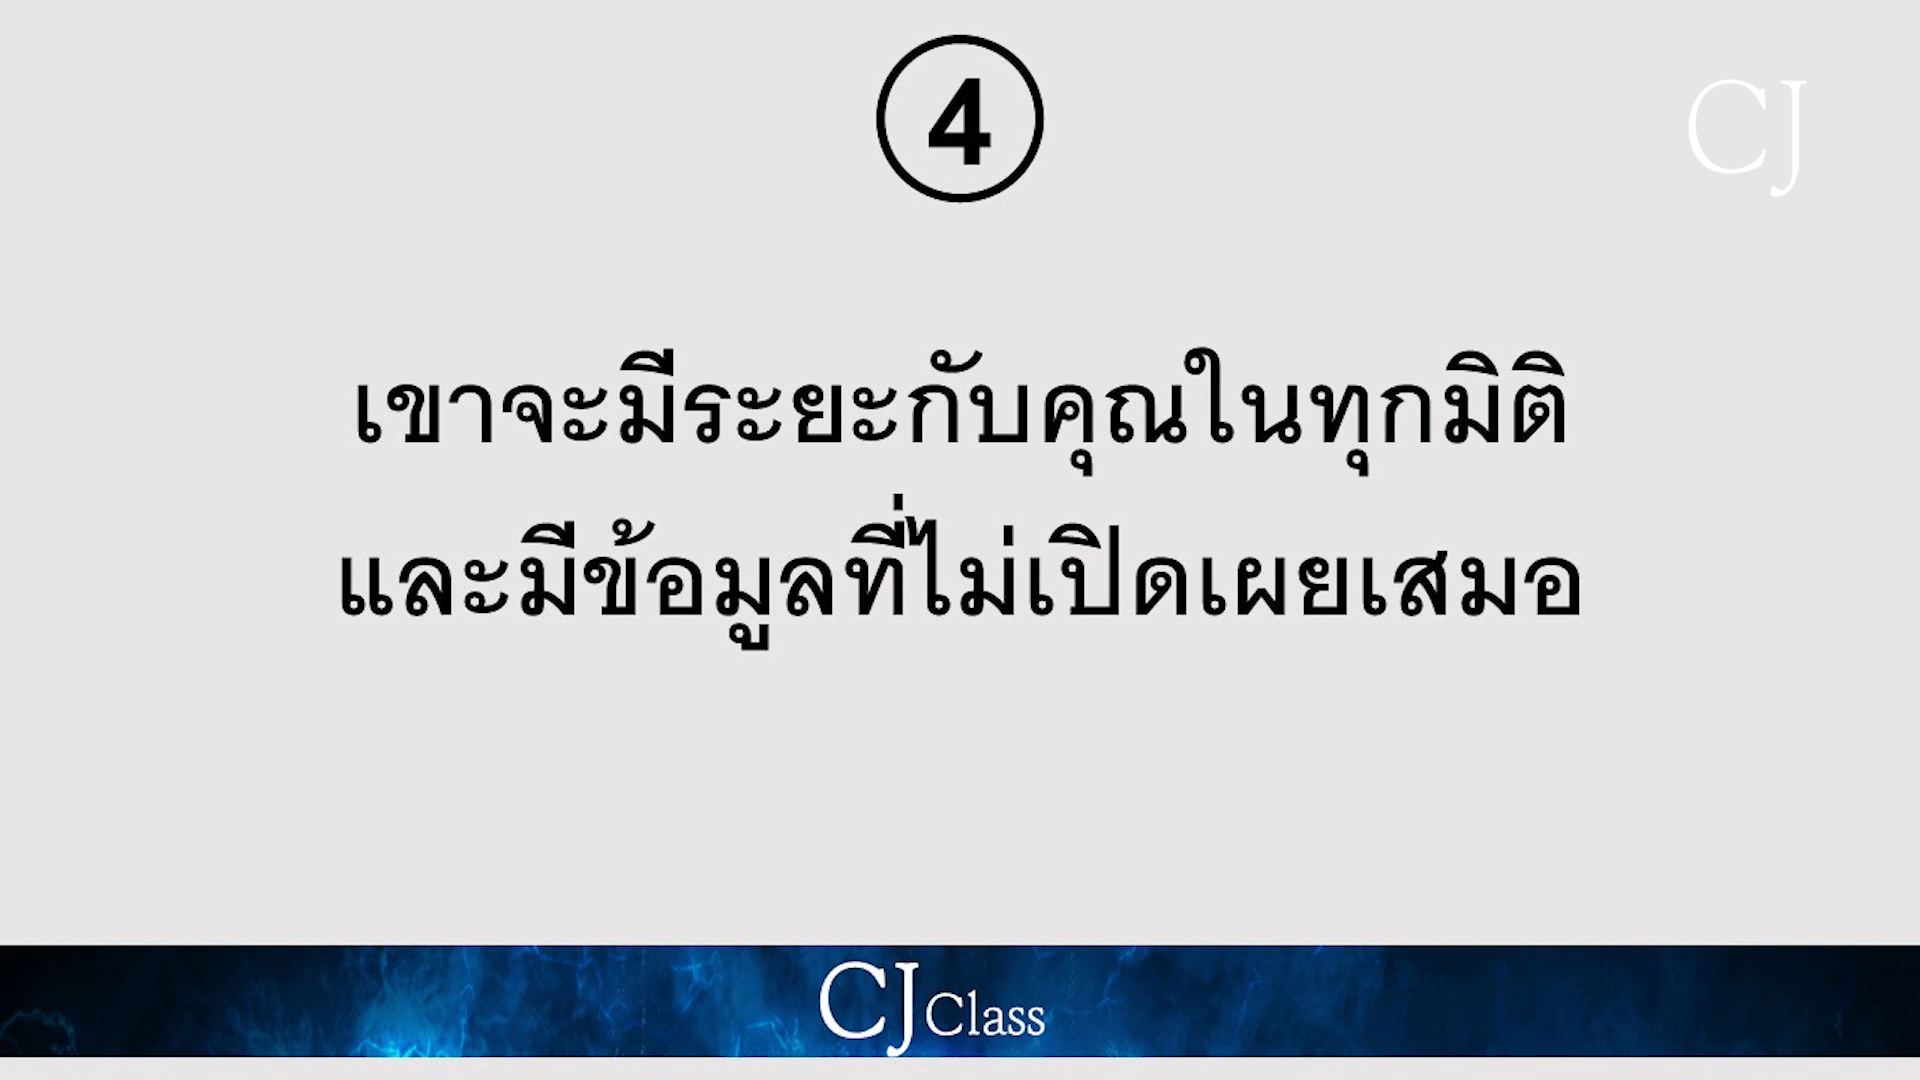 4
CJ
เขาจะมีระยะกับคุณในทุกมิติ
และมีข้อมูลที่ไม่เปิดเผยเสมอ
CJ Class